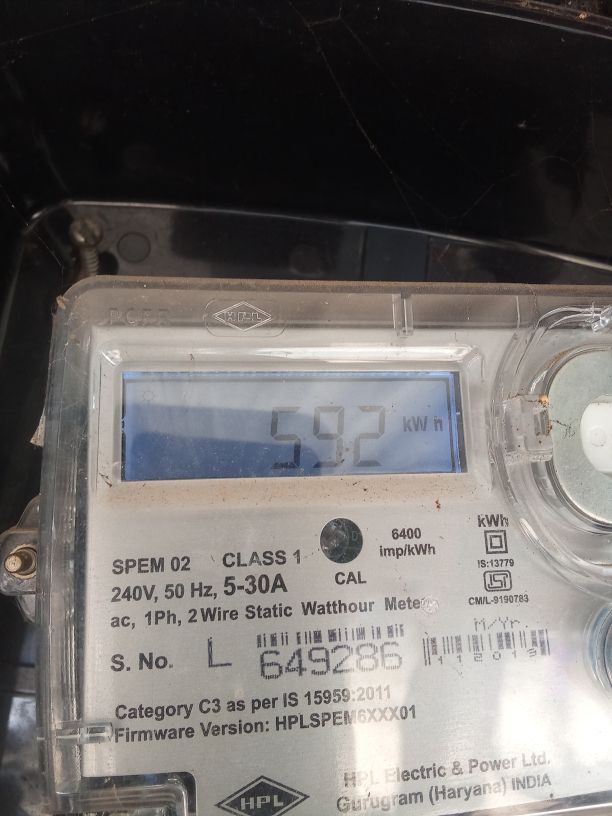 HPL
592 kWh
SPEM 02 CLASS 1
6400
imp/kWh
kWh
IS:13779
240V, 50 Hz, 5-30A
CAL
CM/L-9190783
ac, 1Ph, 2 Wire Static Watthour Meter
M/Yr.
S. No. L 649286
Category C3 as per IS 15959:2011
Firmware Version: HPLSPEM6XXX01
HPL
HPL Electric & Power Ltd.
Gurugram (Haryana) INDIA